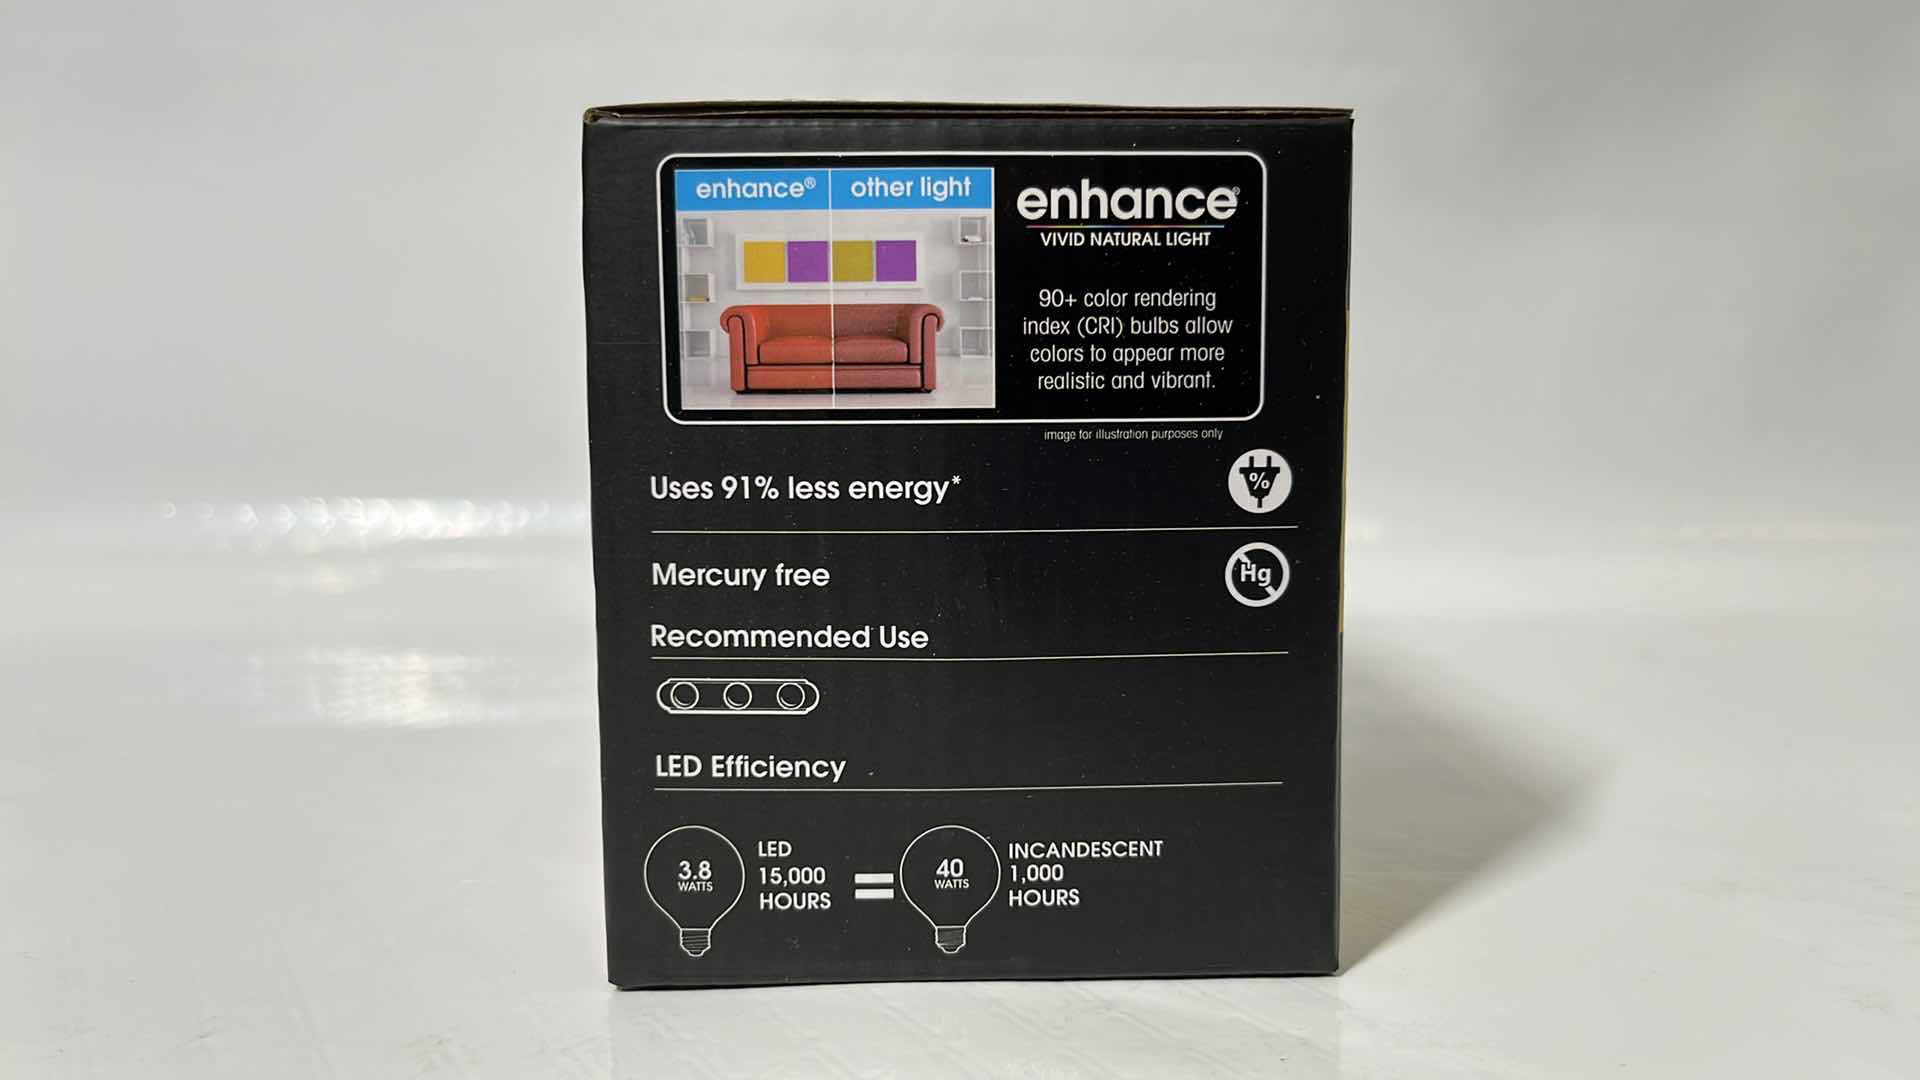 enhance® other light
enhance®
VIVID NATURAL LIGHT
90+ color rendering
index (CRI) bulbs allow
colors to appear more
realistic and vibrant.
image for illustration purposes only
Uses 91% less energy*
%
Mercury free
Hg
Recommended Use
LED Efficiency
3.8
WATTS
LED
15,000
HOURS
=
40
WATTS
INCANDESCENT
1,000
HOURS